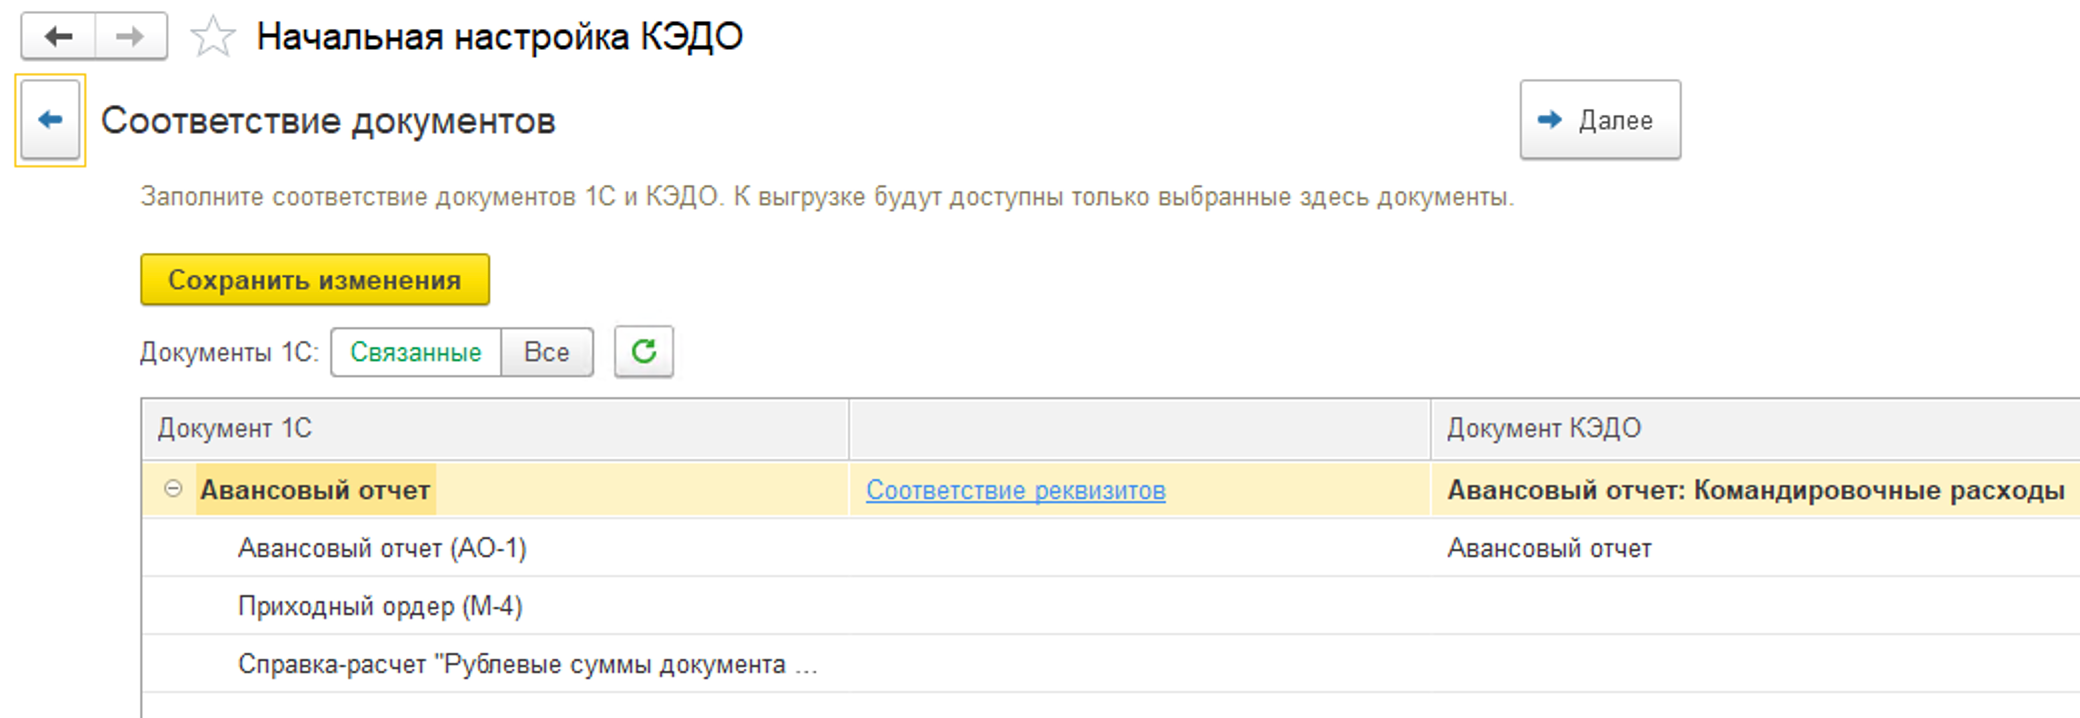 Начальная настройка КЭДО
Соответствие документов
Далее
Заполните соответствие документов 1С и КЭДО. К выгрузке будут доступны только выбранные здесь документы.
Сохранить изменения
Документы 1С: Связанные Все
Документ 1С Документ КЭДО
Авансовый отчет Соответствие реквизитов Авансовый отчет: Командировочные расходы
Авансовый отчет (АО-1) Авансовый отчет
Приходный ордер (М-4)
Справка-расчет "Рублевые суммы документа ...